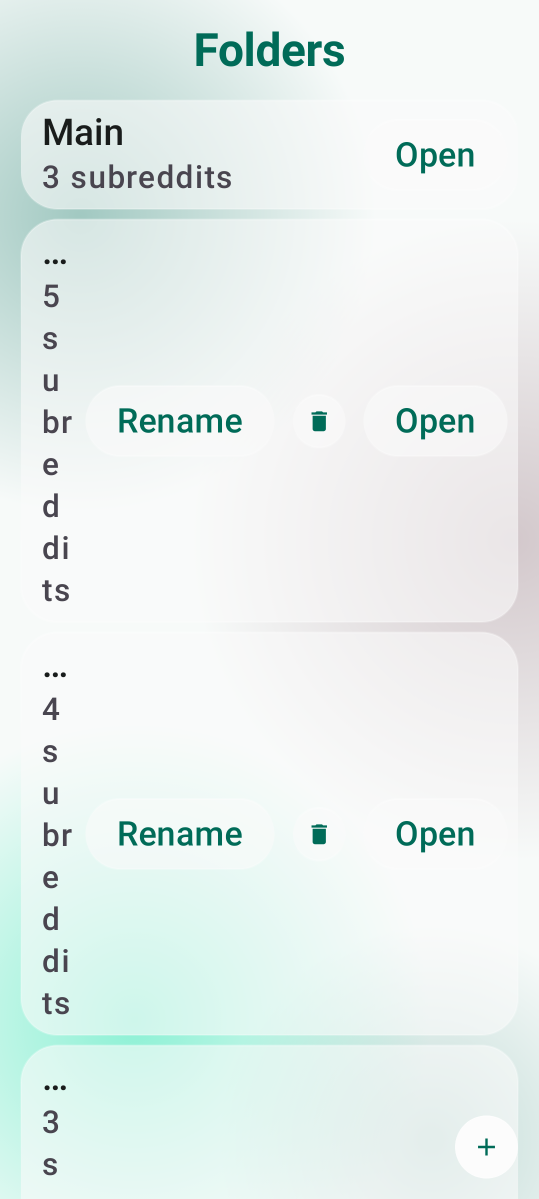 Folders
Main
3 subreddits
Open
...
5
s
u
br
e
d
di
ts
Rename
Open
...
4
s
u
br
e
d
di
ts
Rename
Open
...
3
s
+